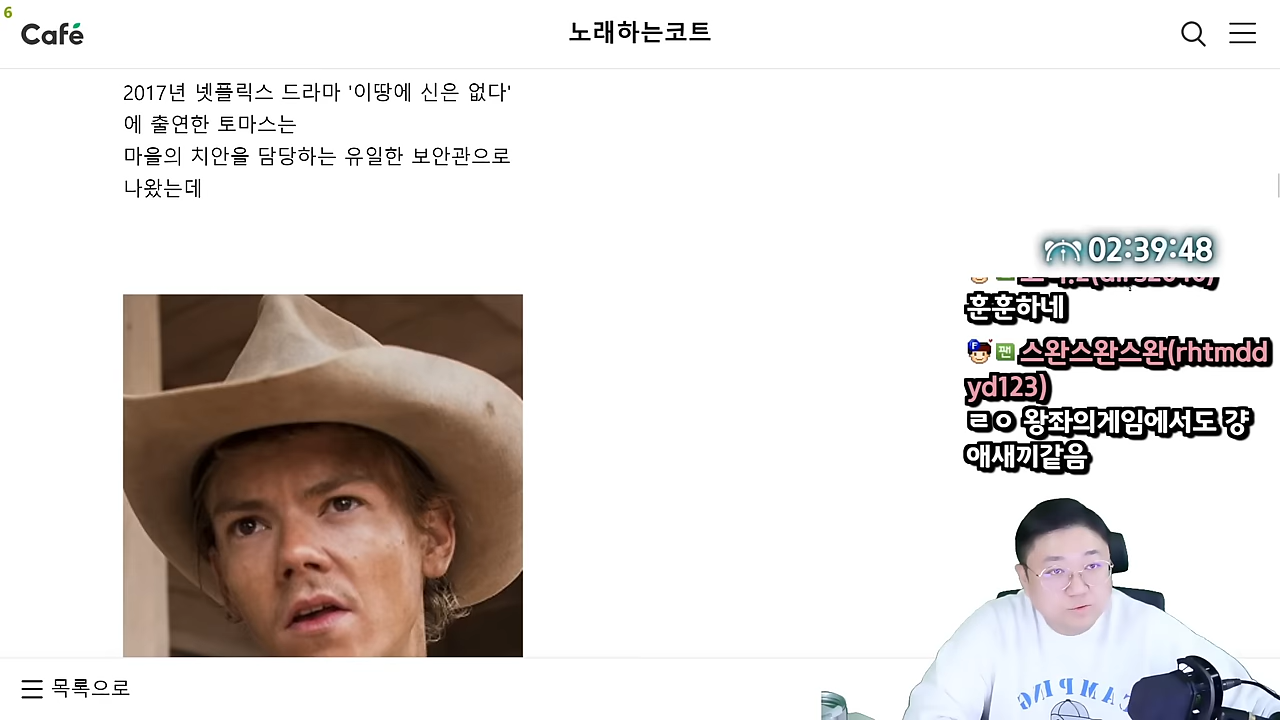 6
Café
노래하는코트
2017년 넷플릭스 드라마 '이땅에 신은 없다'
에 출연한 토마스는
마을의 치안을 담당하는 유일한 보안관으로
나왔는데
02:39:48
훈훈하네
F 팬 스완스완스완(rhtmdd
yd123)
ㄹㅇ 왕좌의게임에서도 걍
애새끼같음
CAMPING
목록으로